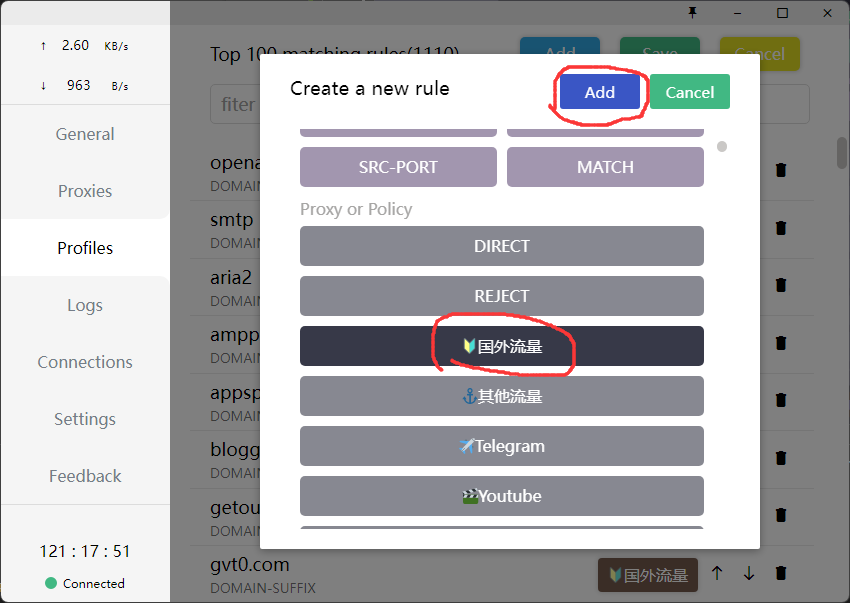 ↑ 2.60 KB/s
↓ 963 B/s
General
Proxies
Profiles
Logs
Connections
Settings
Feedback
121 : 17 : 51
Connected
Top 100 matching rules(1110)
Add
Save
Cancel
fiter
opena
DOMAIN
smtp
DOMAIN
aria2
DOMAIN
ampp
DOMAIN
appsp
DOMAIN
blogg
DOMAIN
getou
DOMAIN
gvt0.com
DOMAIN-SUFFIX
🔰国外流量
Create a new rule
Add
Cancel
SRC-PORT
MATCH
Proxy or Policy
DIRECT
REJECT
🔰国外流量
⚓其他流量
✈️Telegram
🎬Youtube